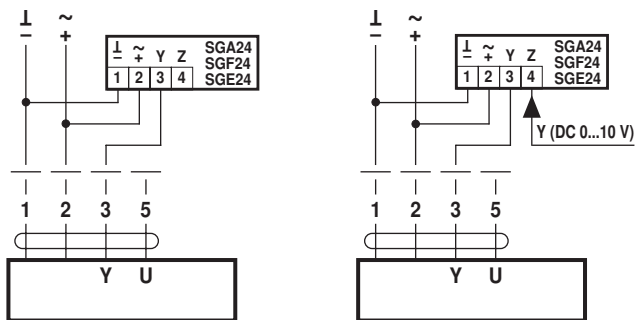 ⊥ ~
– +
⊥ ~ Y Z SGA24
– + SGF24
1 2 3 4 SGE24
1 2 3 5
Y U
⊥ ~
– +
⊥ ~ Y Z SGA24
– + SGF24
1 2 3 4 SGE24
Y (DC 0...10 V)
1 2 3 5
Y U